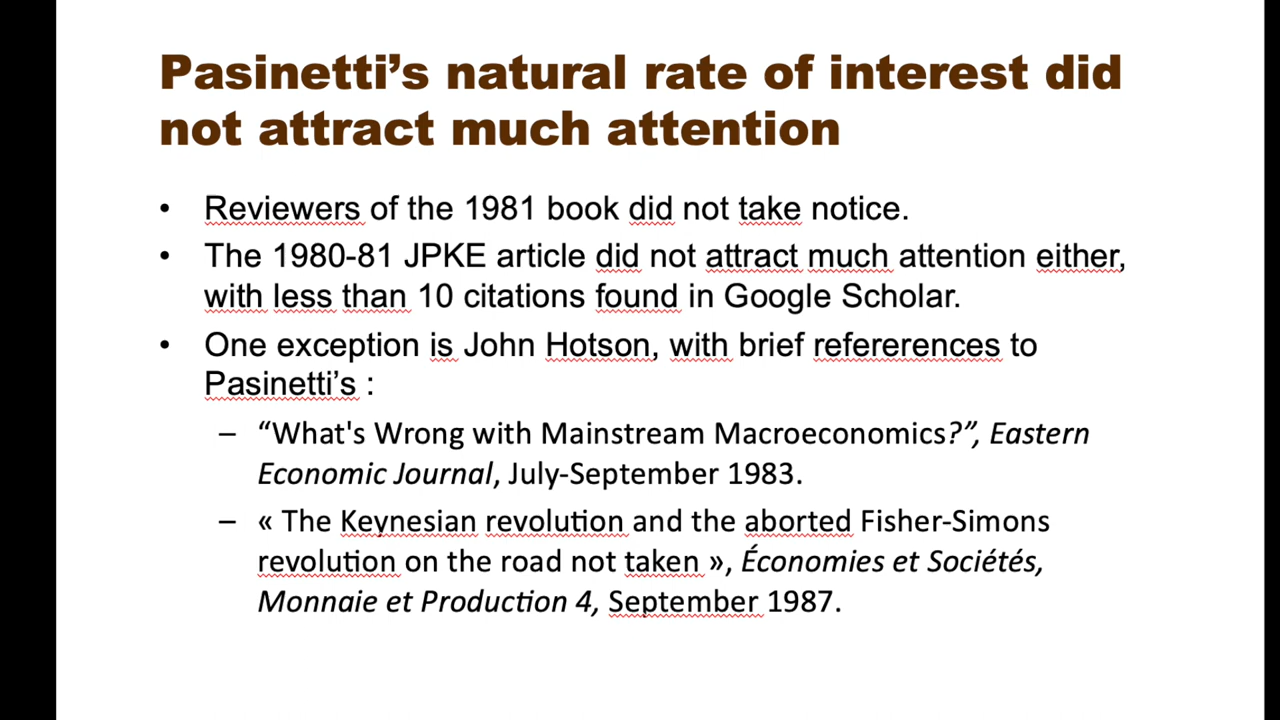 Pasinetti’s natural rate of interest did
not attract much attention
• Reviewers of the 1981 book did not take notice.
• The 1980-81 JPKE article did not attract much attention either,
with less than 10 citations found in Google Scholar.
• One exception is John Hotson, with brief refererences to
Pasinetti’s :
– “What's Wrong with Mainstream Macroeconomics?”, Eastern
Economic Journal, July-September 1983.
– « The Keynesian revolution and the aborted Fisher-Simons
revolution on the road not taken », Économies et Sociétés,
Monnaie et Production 4, September 1987.